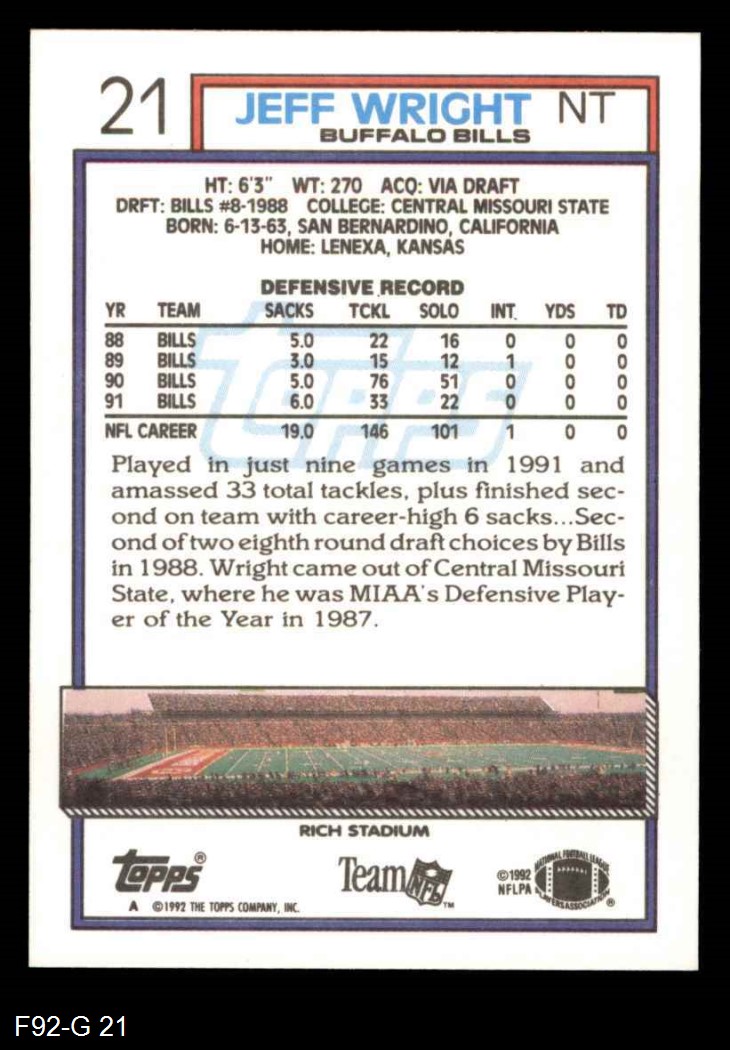 21 JEFF WRIGHT NT
BUFFALO BILLS
HT: 6'3" WT: 270 ACQ: VIA DRAFT
DRFT: BILLS #8-1988 COLLEGE: CENTRAL MISSOURI STATE
BORN: 6-13-63, SAN BERNARDINO, CALIFORNIA
HOME: LENEXA, KANSAS
DEFENSIVE RECORD
YR TEAM SACKS TCKL SOLO INT. YDS TD
88 BILLS 5.0 22 16 0 0 0
89 BILLS 3.0 15 12 1 0 0
90 BILLS 5.0 76 51 0 0 0
91 BILLS 6.0 33 22 0 0 0
NFL CAREER 19.0 146 101 1 0 0
TOPPS
Played in just nine games in 1991 and
amassed 33 total tackles, plus finished sec-
ond on team with career-high 6 sacks...Sec-
ond of two eighth round draft choices by Bills
in 1988. Wright came out of Central Missouri
State, where he was MIAA's Defensive Play-
er of the Year in 1987.
RICH STADIUM
TOPPS® Team NFL™ ©1992 NFLPA NATIONAL FOOTBALL LEAGUE PLAYERS ASSOCIATION ®
A ©1992 THE TOPPS COMPANY, INC.
F92-G 21